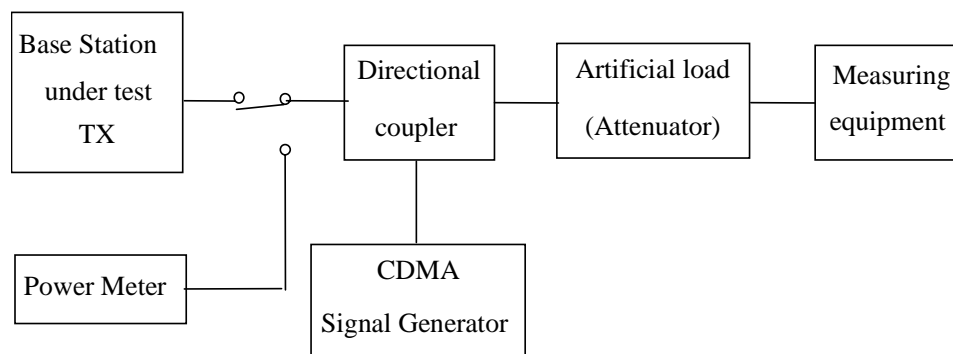 Base Station
under test
TX
Directional
coupler
Artificial load
(Attenuator)
Measuring
equipment
Power Meter
CDMA
Signal Generator